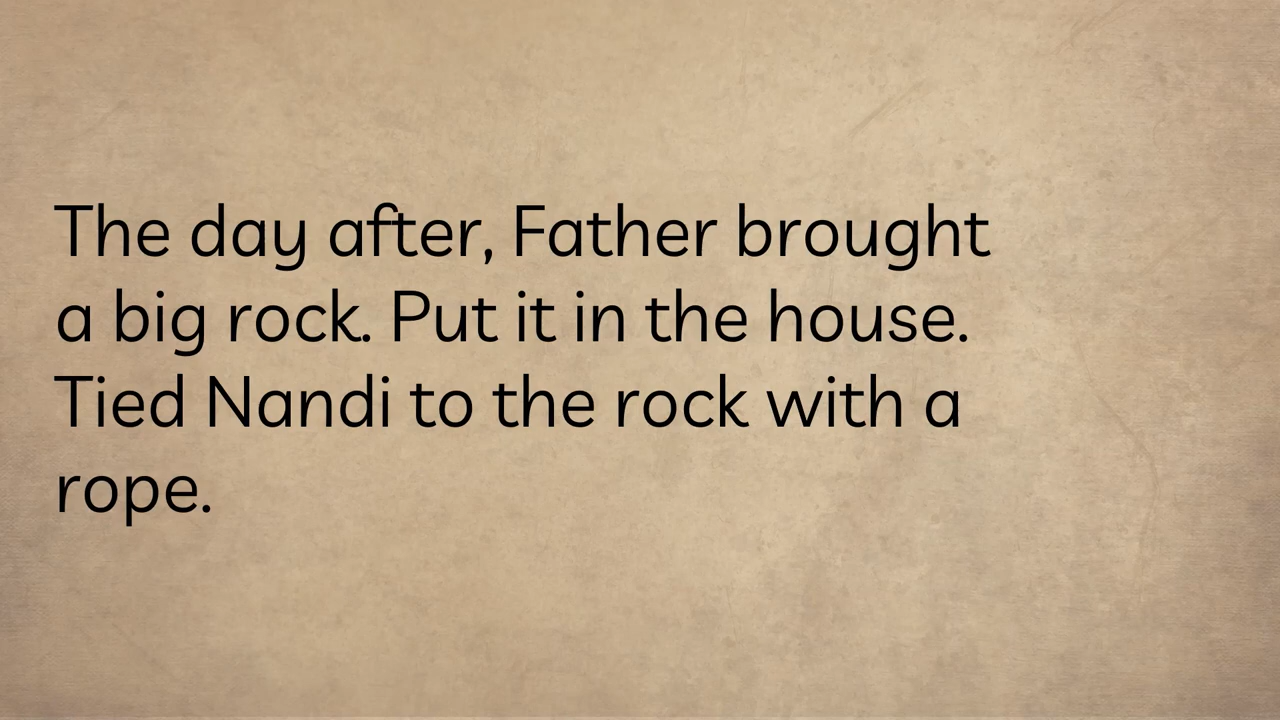 The day after, Father brought
a big rock. Put it in the house.
Tied Nandi to the rock with a
rope.